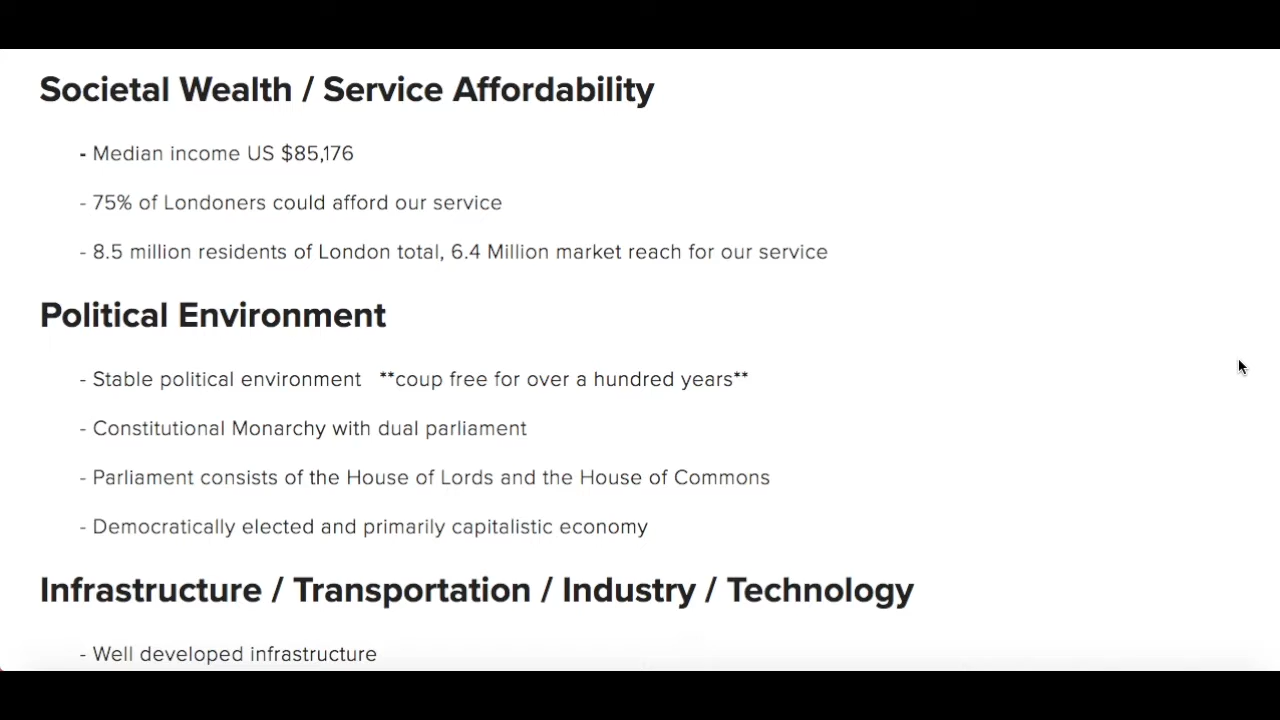 Societal Wealth / Service Affordability
- Median income US $85,176
- 75% of Londoners could afford our service
- 8.5 million residents of London total, 6.4 Million market reach for our service
Political Environment
- Stable political environment **coup free for over a hundred years**
- Constitutional Monarchy with dual parliament
- Parliament consists of the House of Lords and the House of Commons
- Democratically elected and primarily capitalistic economy
Infrastructure / Transportation / Industry / Technology
- Well developed infrastructure